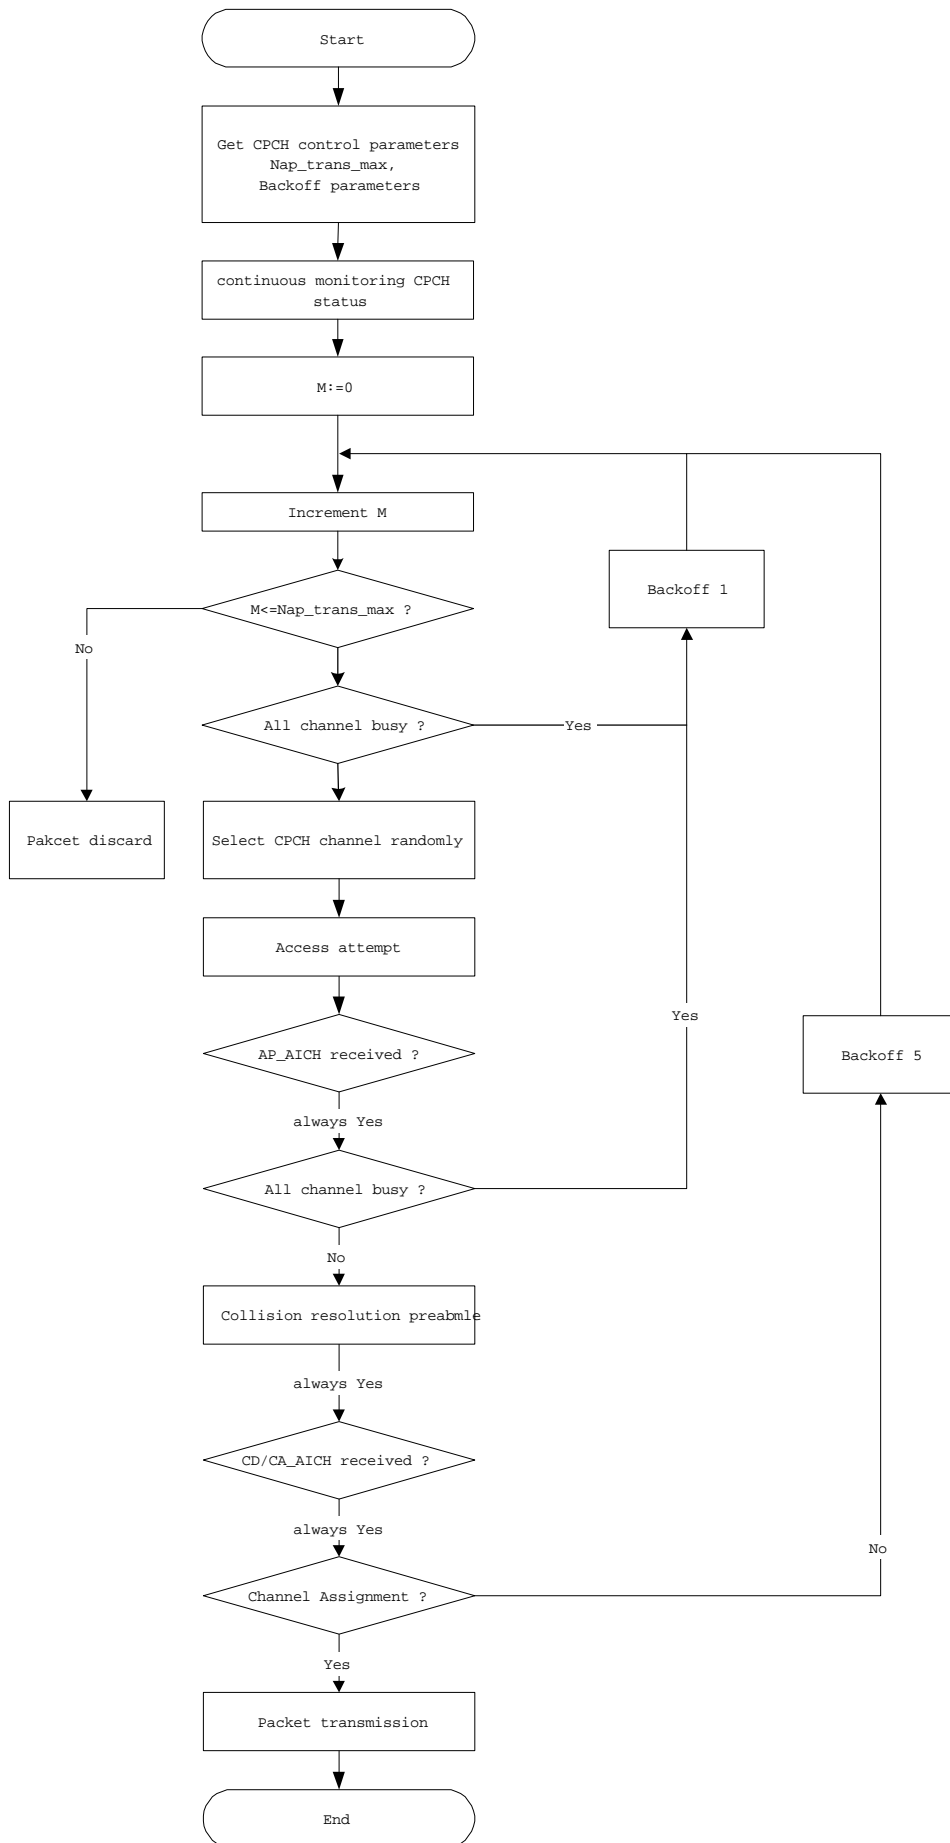 Start
Get CPCH control parameters
Nap_trans_max,
Backoff parameters
continuous monitoring CPCH
status
M:=0
Increment M
Backoff 1
M<=Nap_trans_max ?
No
All channel busy ?
Yes
Pakcet discard
Select CPCH channel randomly
Access attempt
Yes
AP_AICH received ?
Backoff 5
always Yes
All channel busy ?
No
Collision resolution preabmle
always Yes
CD/CA_AICH received ?
always Yes
No
Channel Assignment ?
Yes
Packet transmission
End